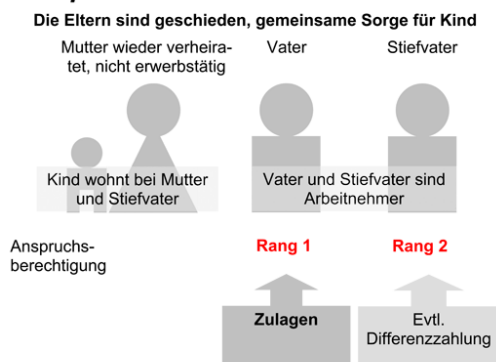 Die Eltern sind geschieden, gemeinsame Sorge für Kind
Mutter wieder verheira-
tet, nicht erwerbstätig
Vater
Stiefvater
Kind wohnt bei Mutter
und Stiefvater
Vater und Stiefvater sind
Arbeitnehmer
Anspruchs-
berechtigung
Rang 1
Rang 2
Zulagen
Evtl.
Differenzzahlung